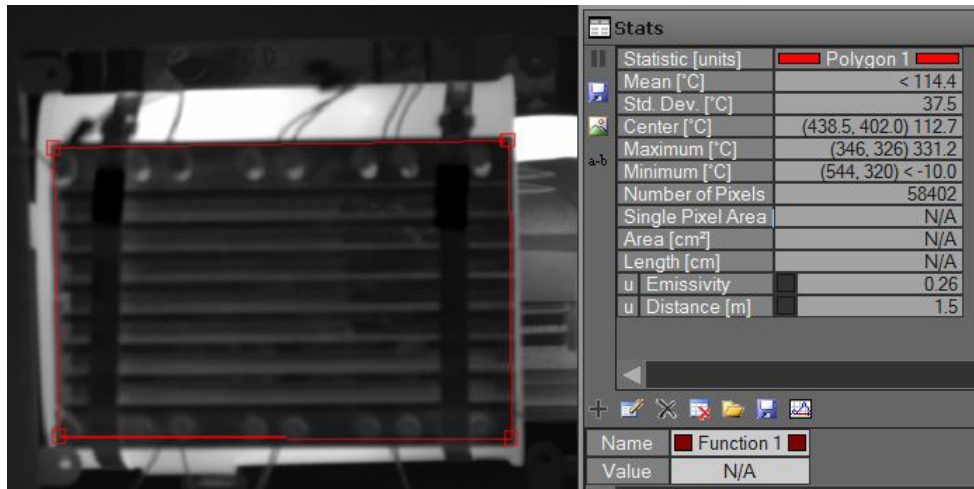 Stats
Statistic [units] Polygon 1
Mean [°C] < 114.4
Std. Dev. [°C] 37.5
Center [°C] (438.5, 402.0) 112.7
Maximum [°C] (346, 326) 331.2
a-b
Minimum [°C] (544, 320) < -10.0
Number of Pixels 58402
Single Pixel Area N/A
Area [cm²] N/A
Length [cm] N/A
u Emissivity 0.26
u Distance [m] 1.5
Name Function 1
Value N/A